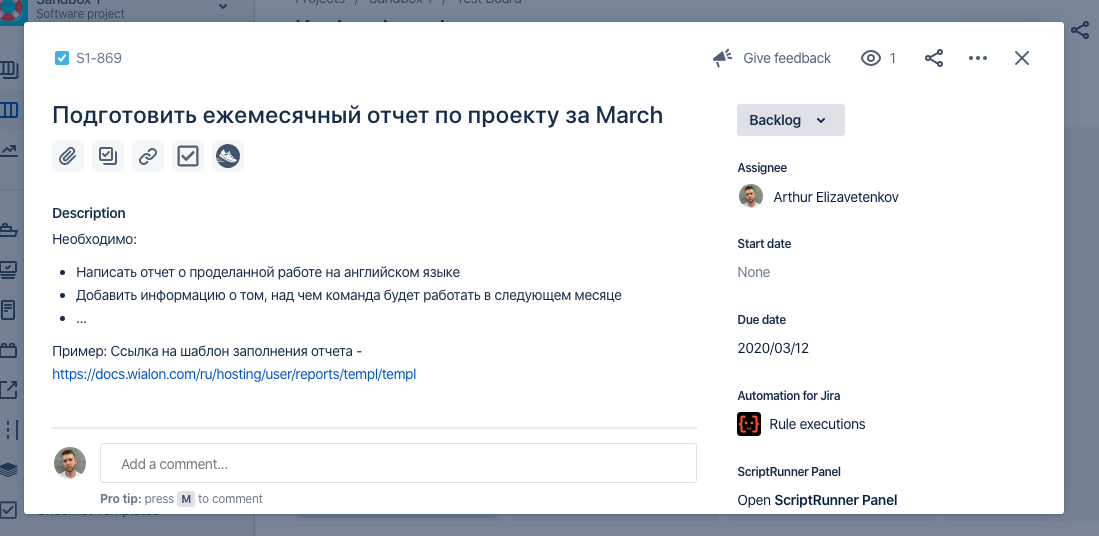 Sandbox 1
Software project
Projects / Sandbox 1 / Test Board
S1-869
Give feedback
1
Подготовить ежемесячный отчет по проекту за March
Backlog
Assignee
Arthur Elizavetenkov
Description
Start date
Необходимо:
None
• Написать отчет о проделанной работе на английском языке
• Добавить информацию о том, над чем команда будет работать в следующем месяце
• ...
Due date
2020/03/12
Пример: Ссылка на шаблон заполнения отчета -
https://docs.wialon.com/ru/hosting/user/reports/templ/templ
Automation for Jira
Rule executions
Add a comment...
ScriptRunner Panel
Pro tip: press M to comment
Open ScriptRunner Panel